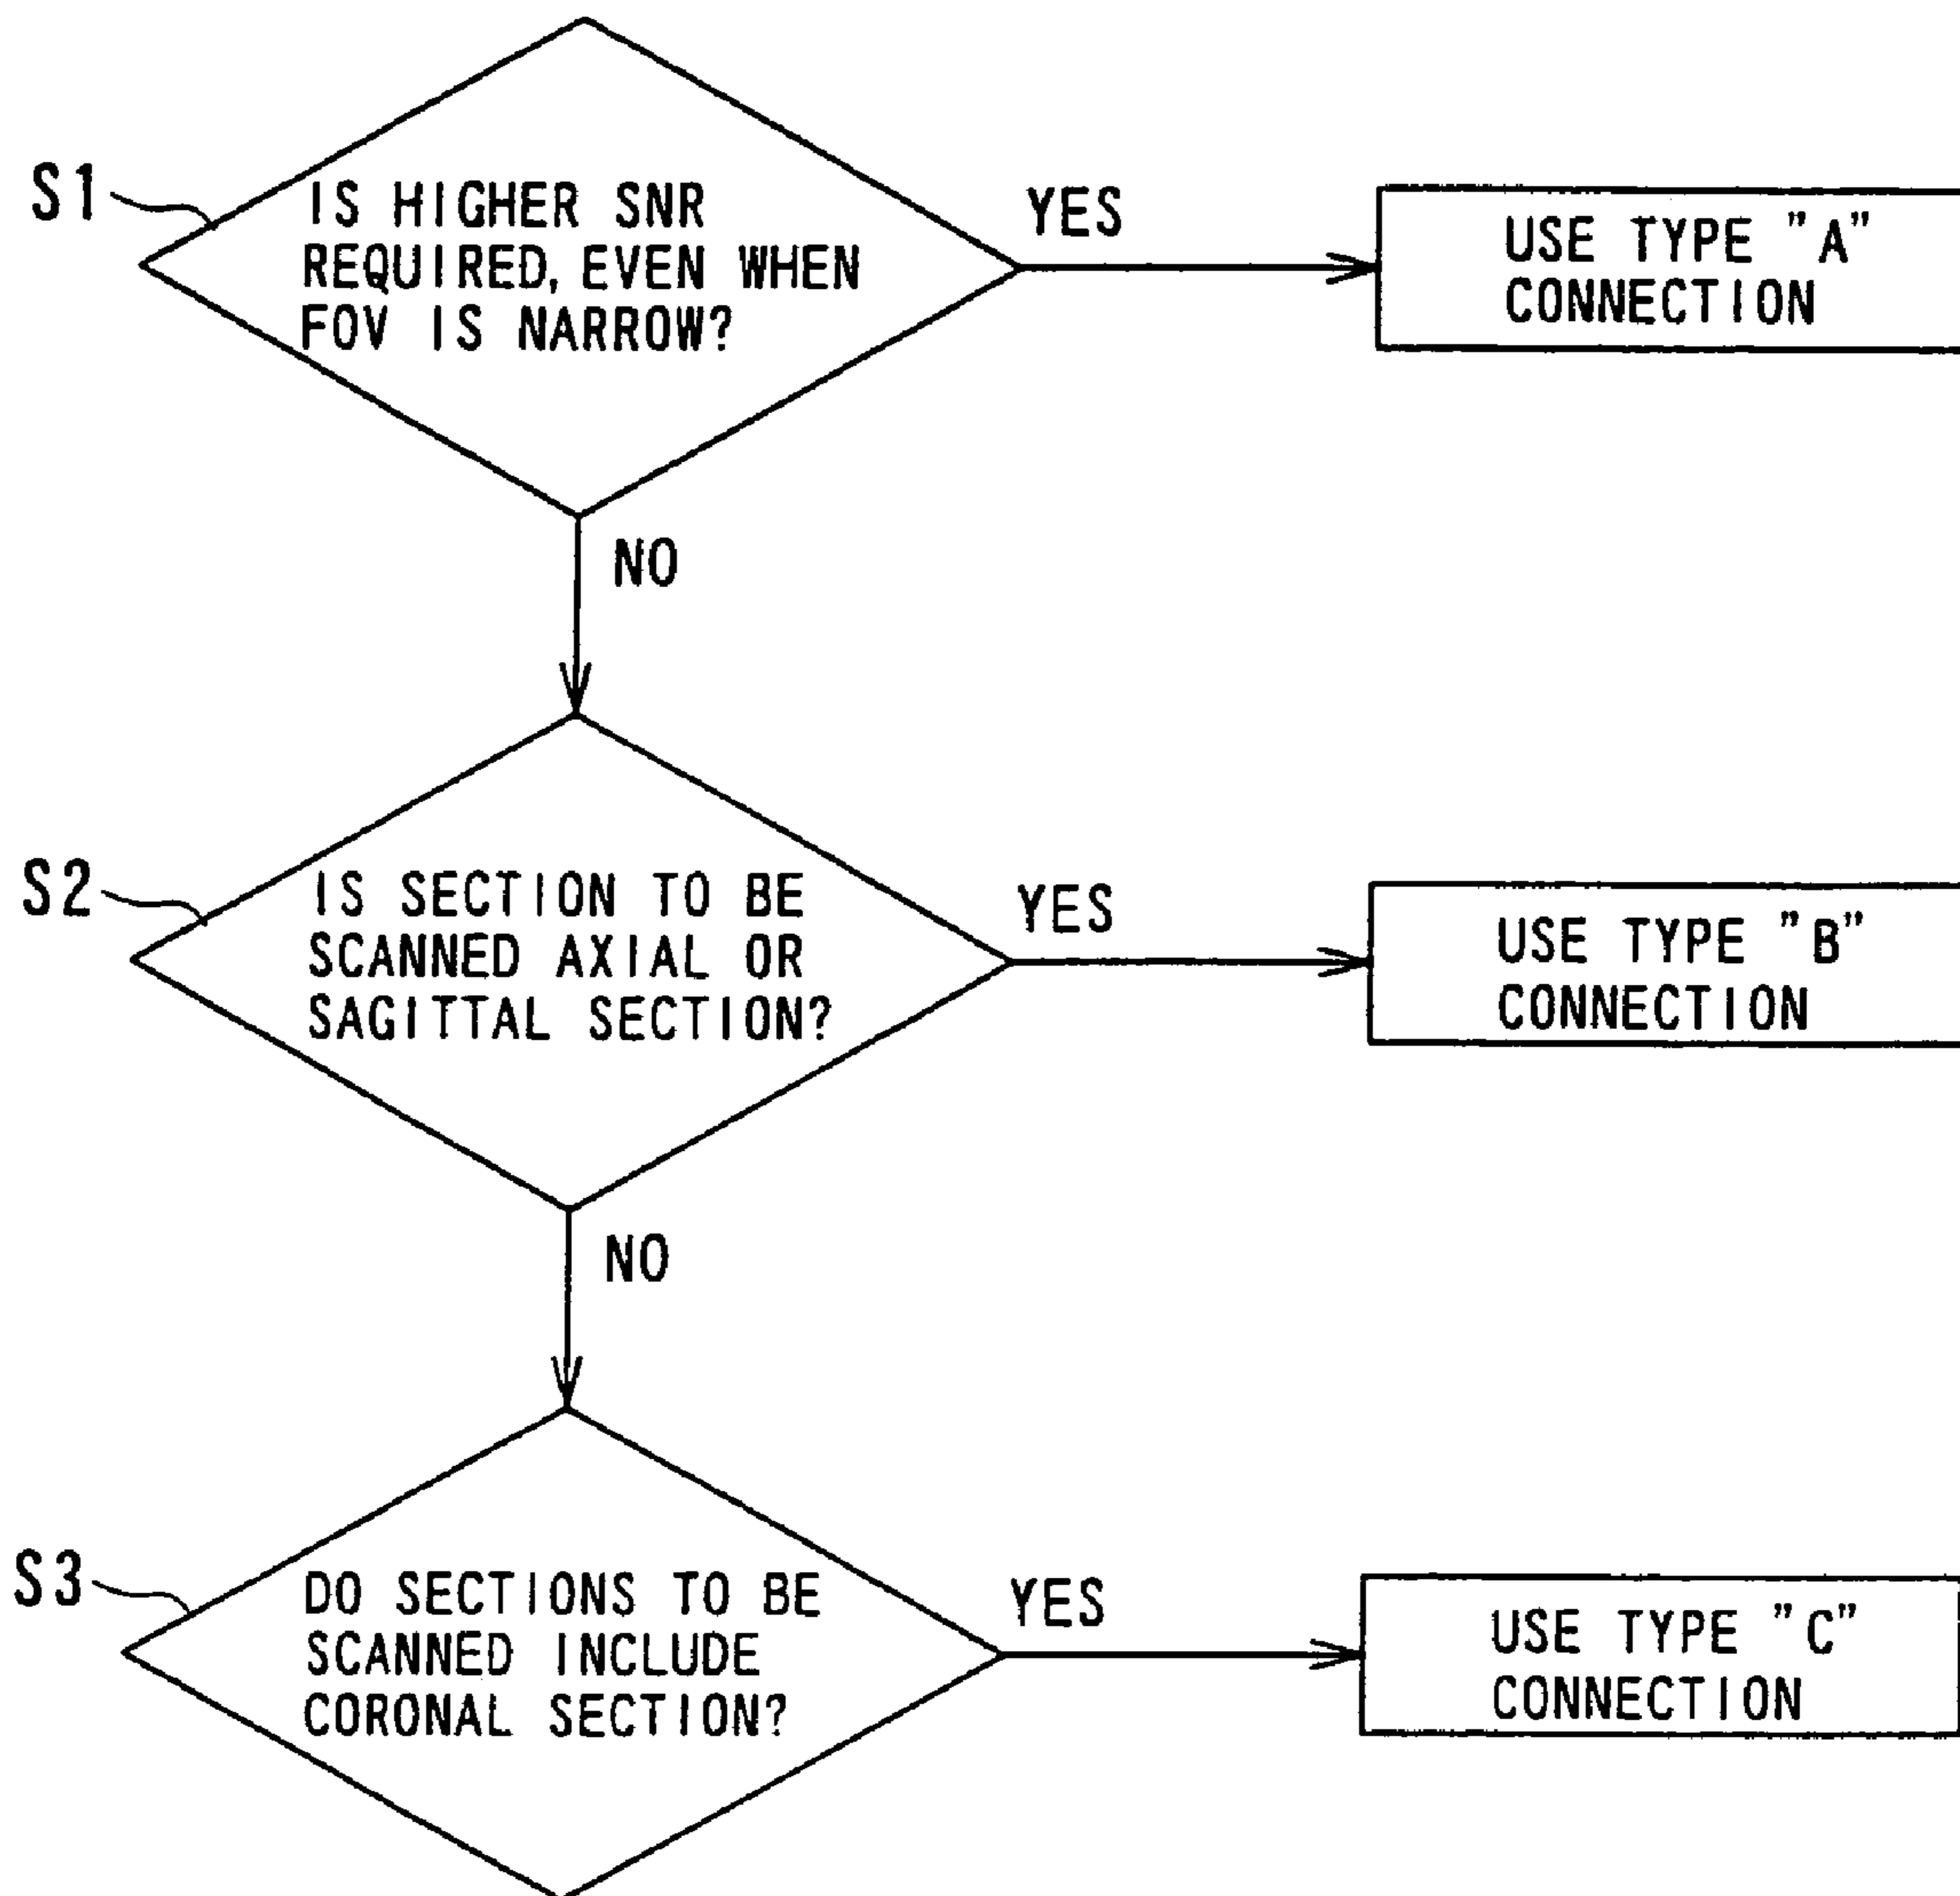 S1
IS HIGHER SNR
REQUIRED, EVEN WHEN
FOV IS NARROW?
YES
USE TYPE "A"
CONNECTION
NO
S2
IS SECTION TO BE
SCANNED AXIAL OR
SAGITTAL SECTION?
YES
USE TYPE "B"
CONNECTION
NO
S3
DO SECTIONS TO BE
SCANNED INCLUDE
CORONAL SECTION?
YES
USE TYPE "C"
CONNECTION